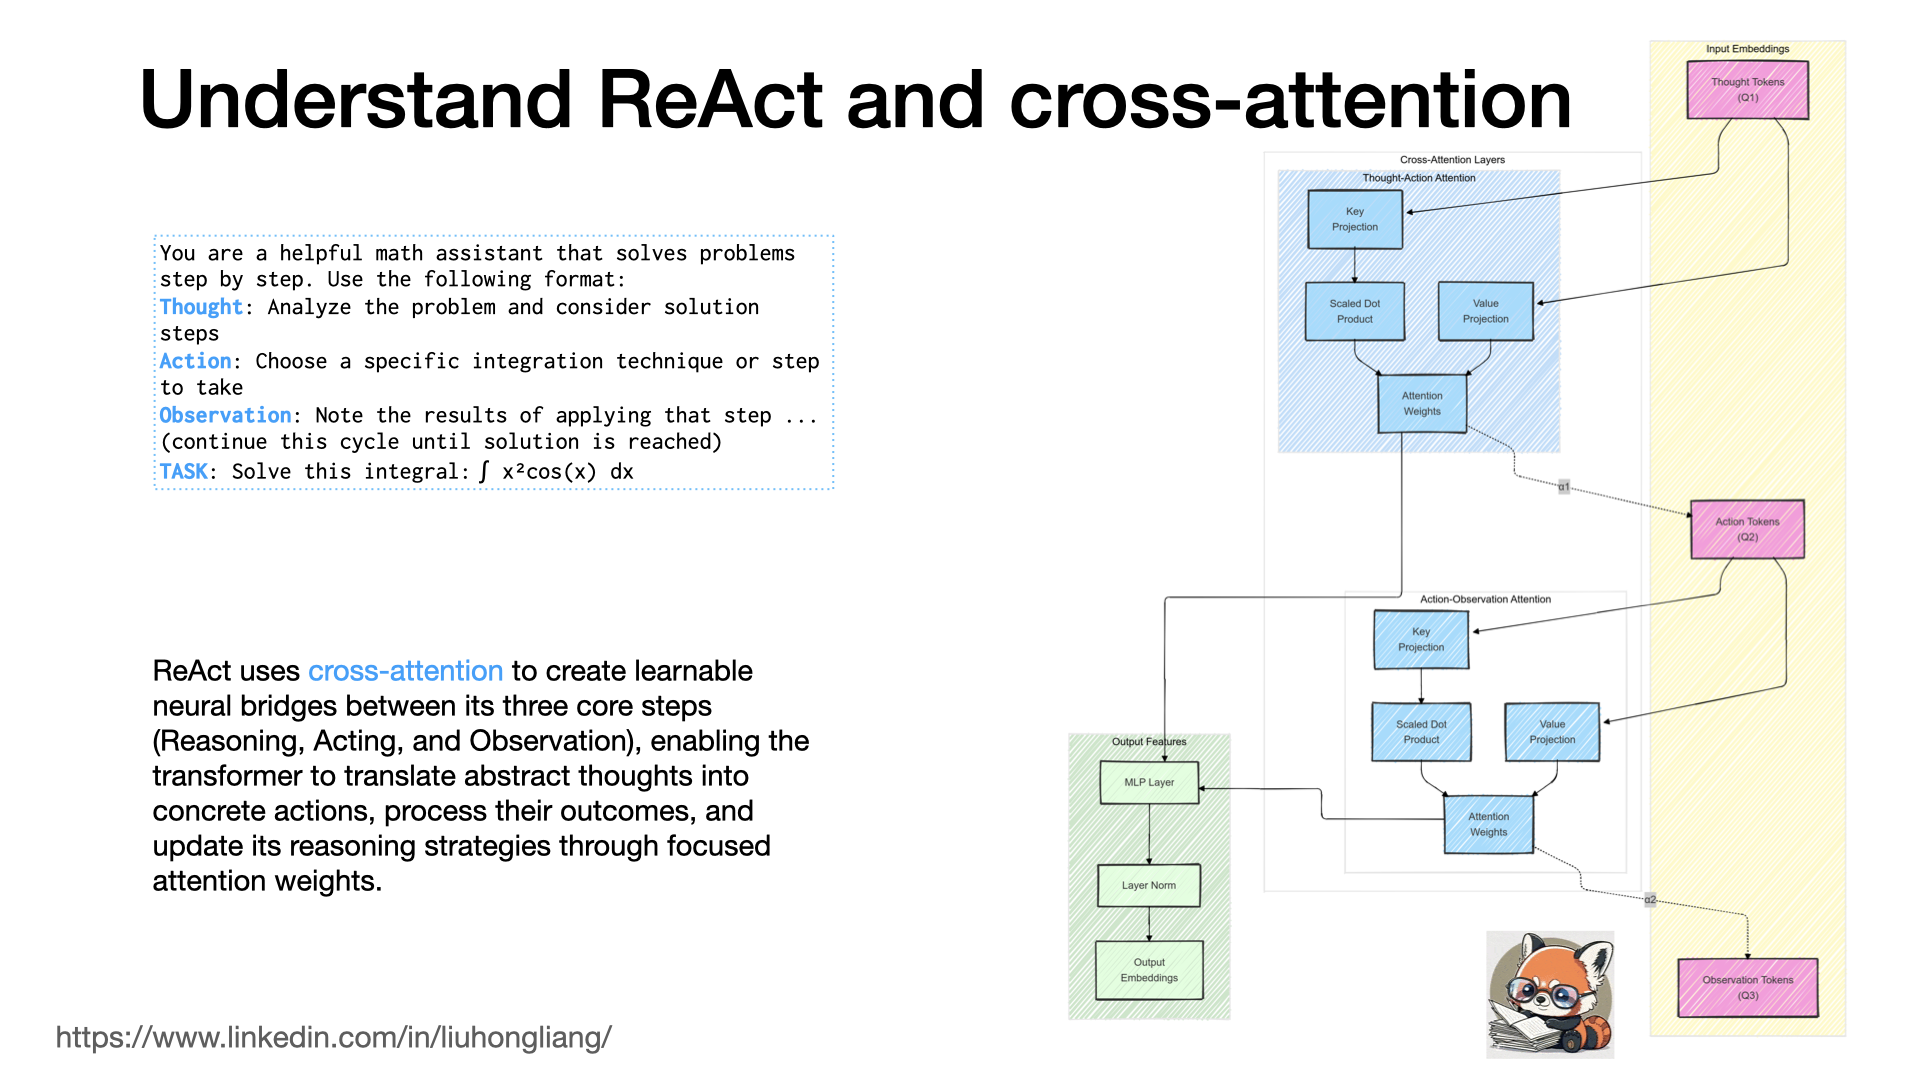 Understand ReAct and cross-attention
You are a helpful math assistant that solves problems
step by step. Use the following format:
Thought: Analyze the problem and consider solution
steps
Action: Choose a specific integration technique or step
to take
Observation: Note the results of applying that step ...
(continue this cycle until solution is reached)
TASK: Solve this integral: ∫ x²cos(x) dx
ReAct uses cross-attention to create learnable
neural bridges between its three core steps
(Reasoning, Acting, and Observation), enabling the
transformer to translate abstract thoughts into
concrete actions, process their outcomes, and
update its reasoning strategies through focused
attention weights.
https://www.linkedin.com/in/liuhongliang/
Input Embeddings
Thought Tokens
(Q1)
Cross-Attention Layers
Thought-Action Attention
Key
Projection
Scaled Dot
Product
Value
Projection
Attention
Weights
α1
Action Tokens
(Q2)
Action-Observation Attention
Key
Projection
Scaled Dot
Product
Value
Projection
Attention
Weights
α2
Observation Tokens
(Q3)
Output Features
MLP Layer
Layer Norm
Output
Embeddings